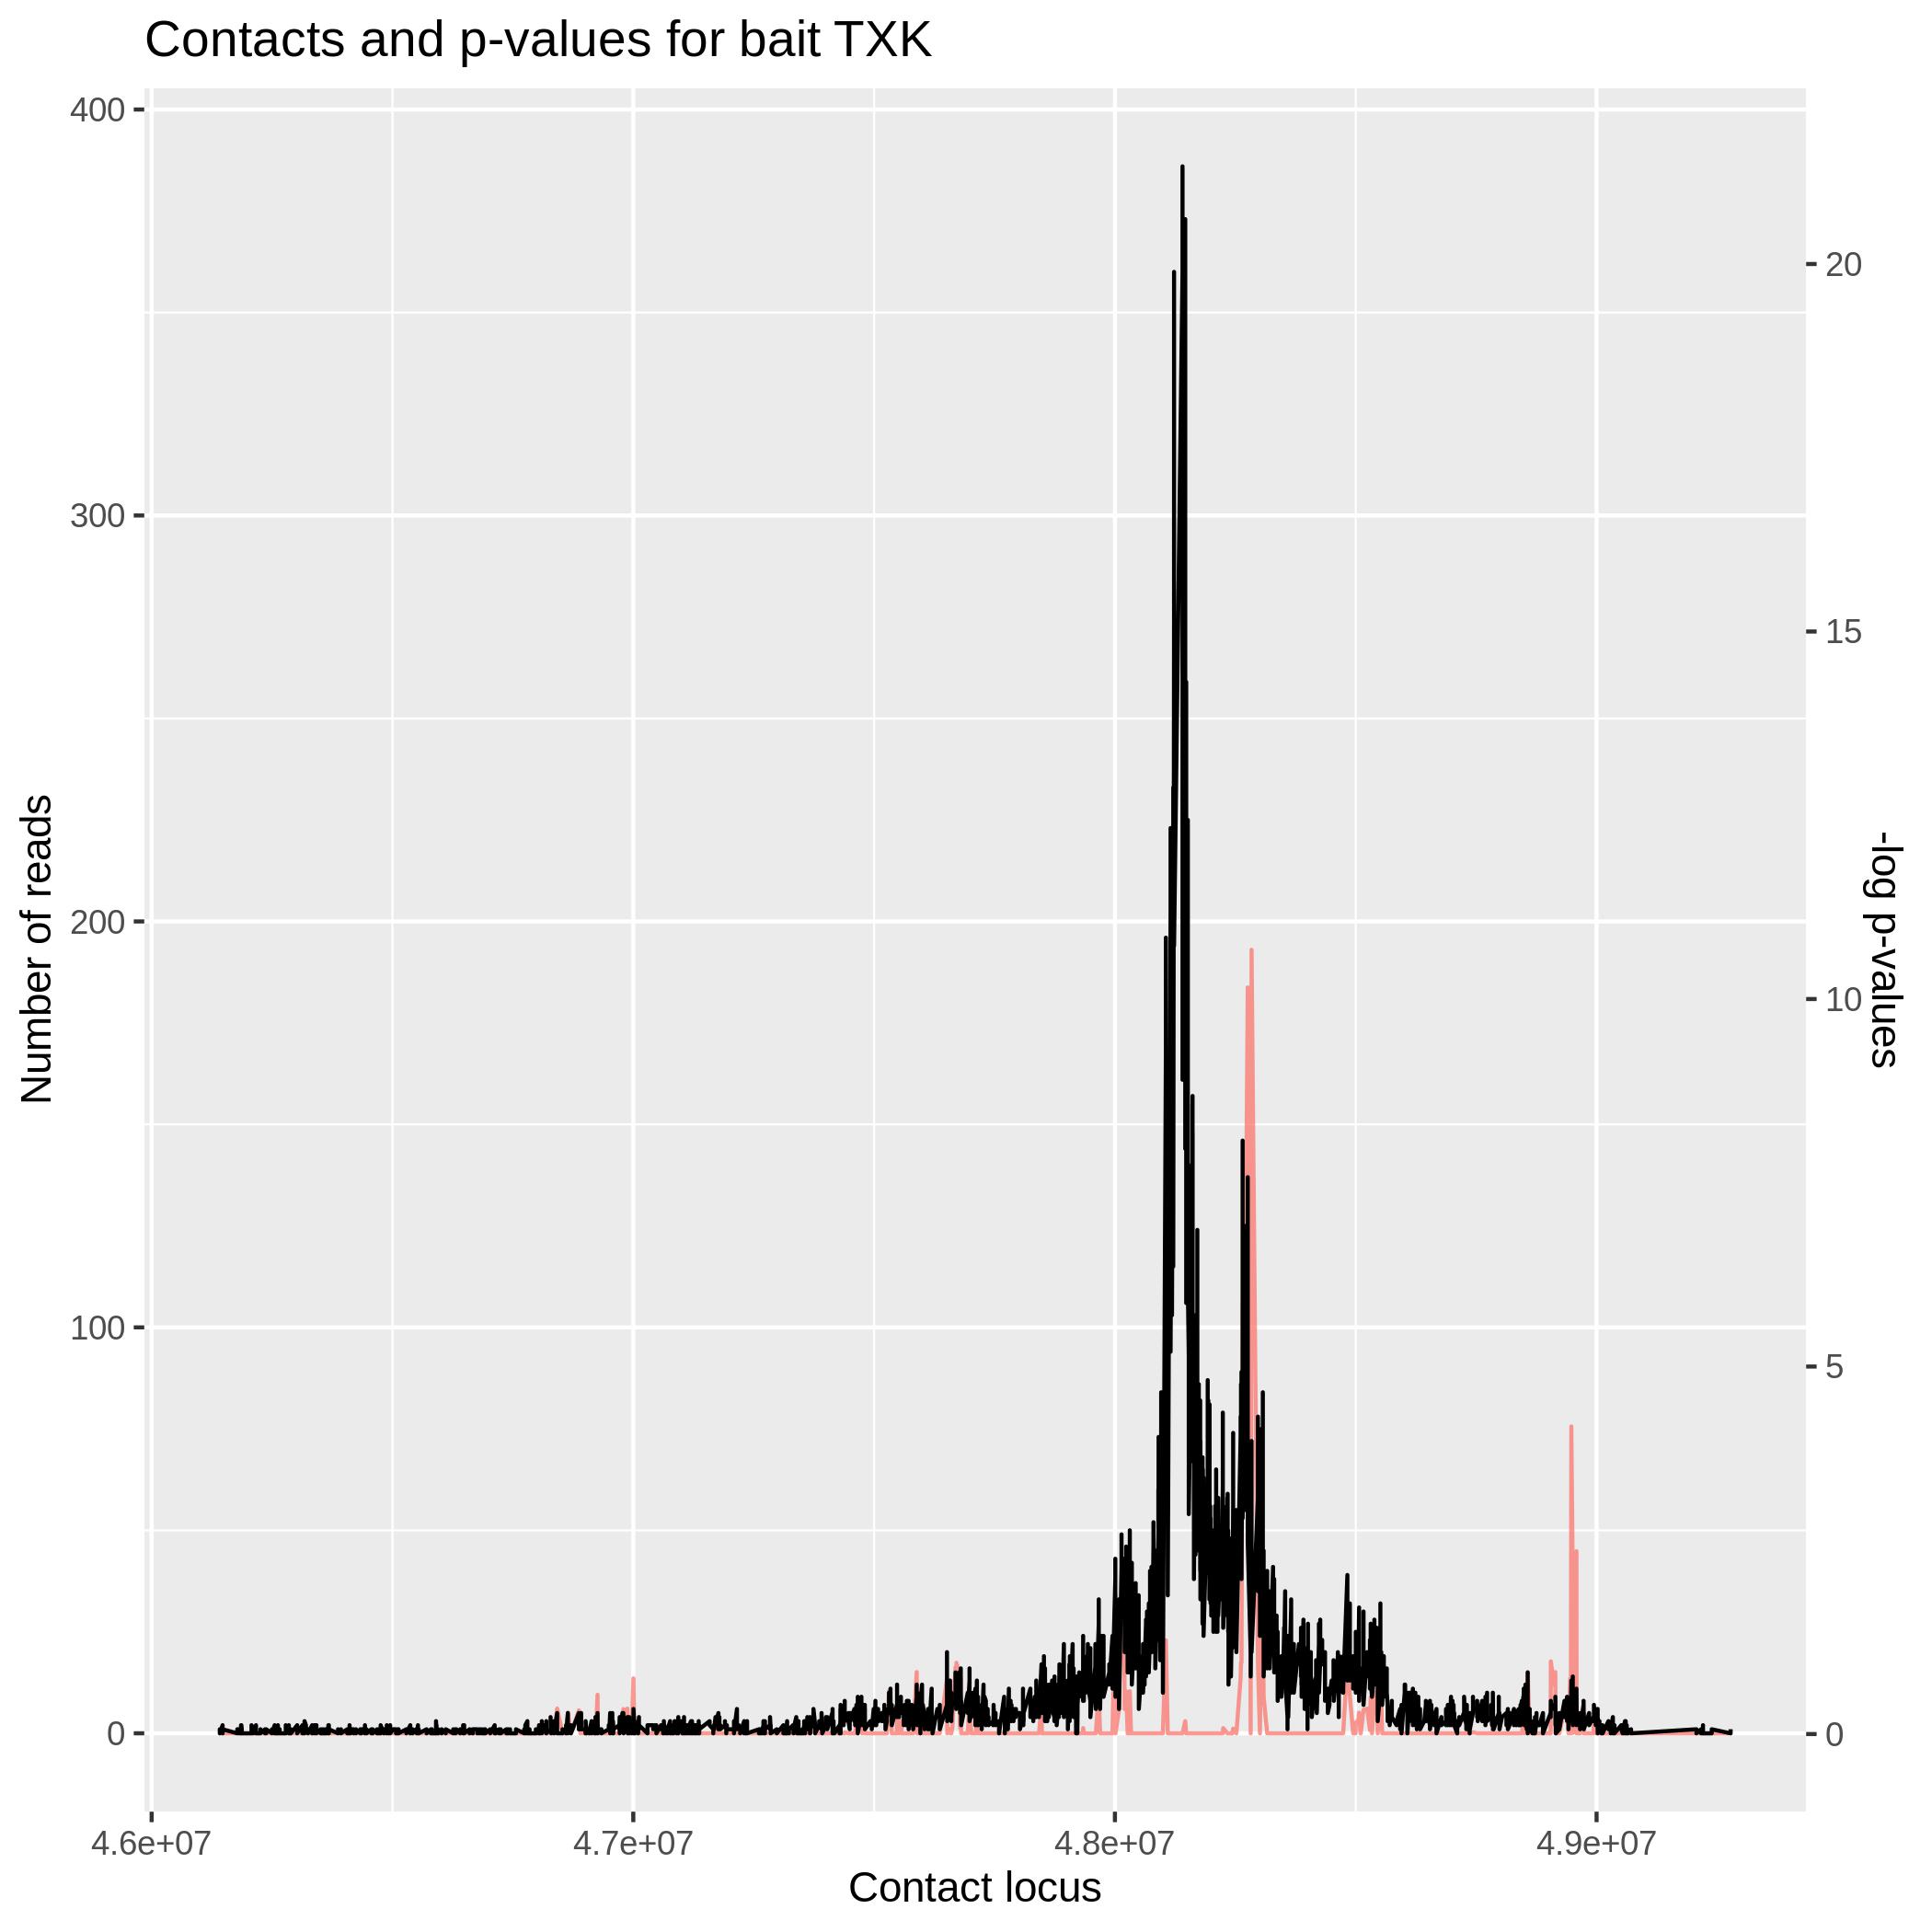 Contacts and p-values for bait TXK
400
300
200
100
0
Number of reads
20
15
10
5
0
-log p-values
4.6e+07
4.7e+07
4.8e+07
4.9e+07
Contact locus